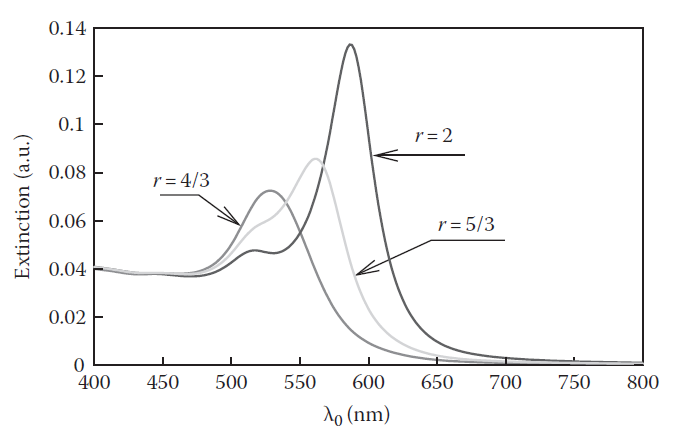 0.14
0.12
0.1
0.08
0.06
0.04
0.02
0
Extinction (a.u.)
r = 2
r = 4/3
r = 5/3
400 450 500 550 600 650 700 750 800
λ0 (nm)